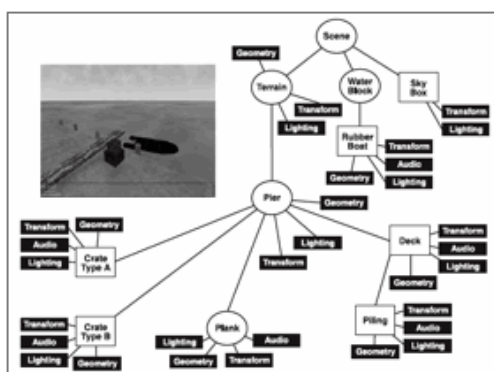 Scene
Geometry
Terrain
Water
Block
Sky
Box
Transform
Lighting
Transform
Lighting
Rubber
Boat
Transform
Audio
Lighting
Geometry
Pier
Geometry
Lighting
Transform
Transform
Geometry
Audio
Lighting
Crate
Type A
Deck
Transform
Audio
Lighting
Geometry
Transform
Audio
Lighting
Geometry
Crate
Type B
Plank
Lighting
Audio
Geometry
Transform
Piling
Transform
Audio
Lighting
Geometry